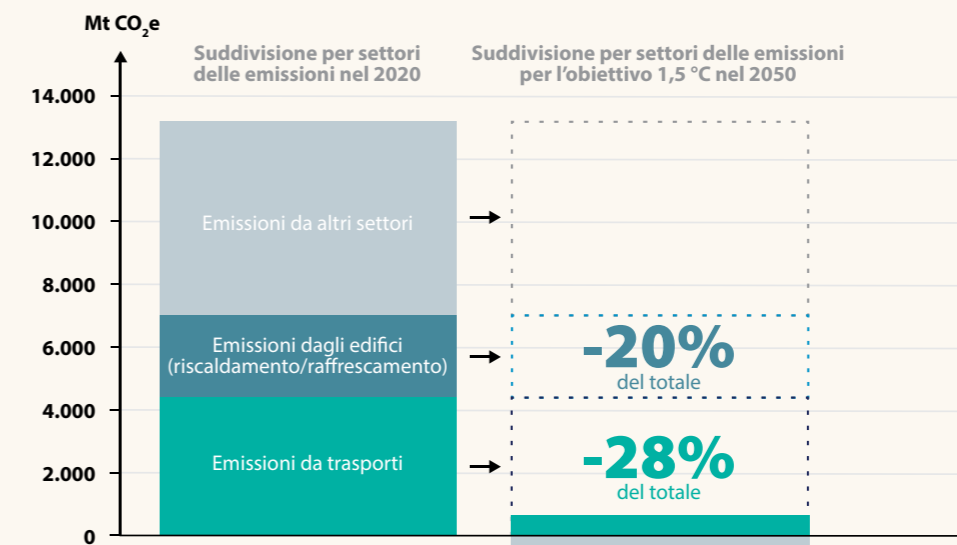 Mt CO₂e
Suddivisione per settori
delle emissioni nel 2020
Suddivisione per settori delle emissioni
per l’obiettivo 1,5 °C nel 2050
14.000
12.000
Emissioni da altri settori
10.000
8.000
6.000
Emissioni dagli edifici
(riscaldamento/raffrescamento)
-20%
del totale
4.000
Emissioni da trasporti
-28%
del totale
2.000
0